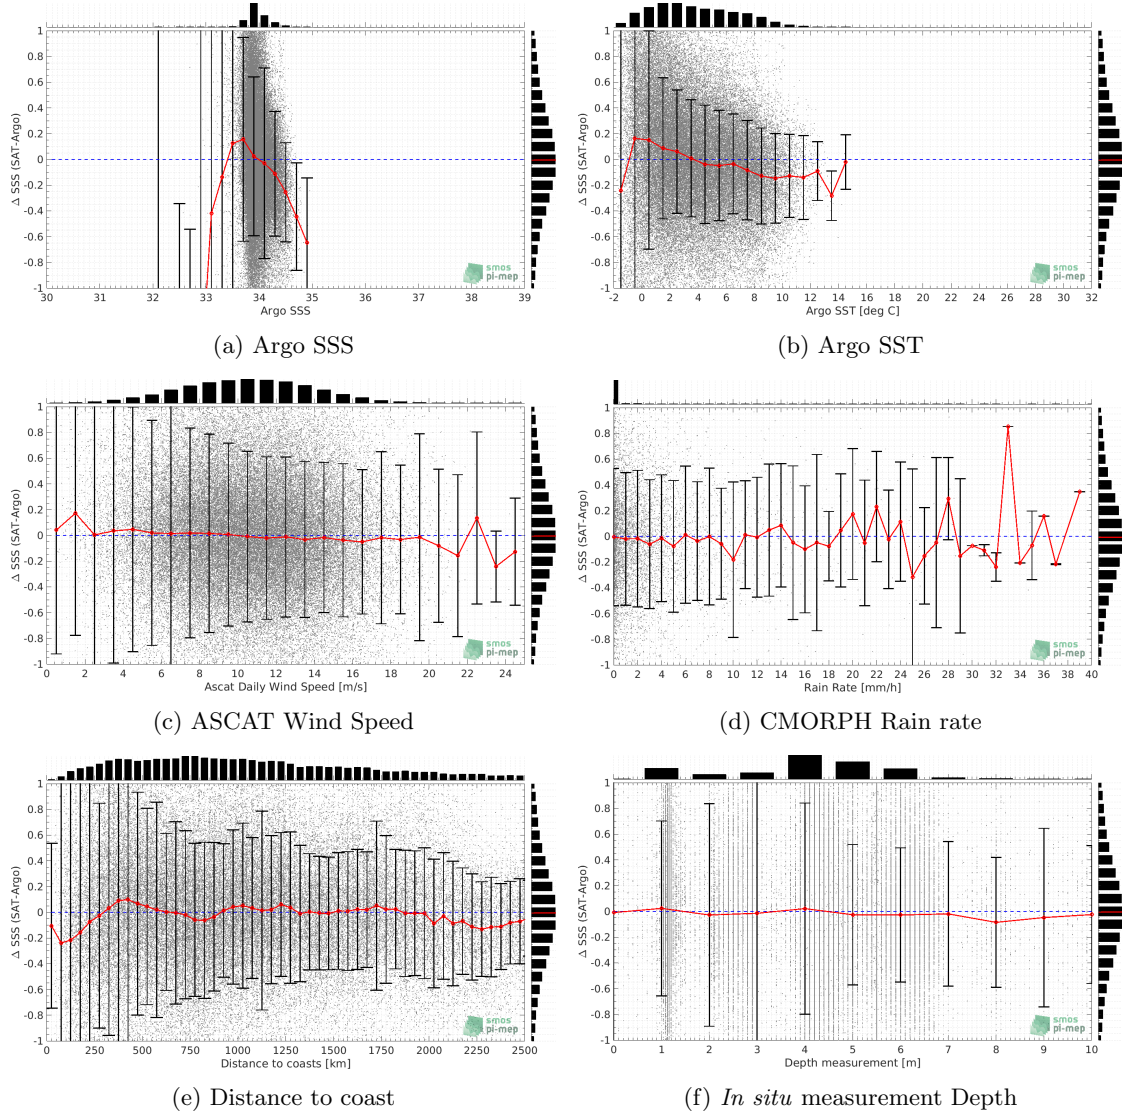 1
0.8
0.6
0.4
0.2
0
-0.2
-0.4
-0.6
-0.8
-1
Δ SSS (SAT-Argo)
30 31 32 33 34 35 36 37 38 39
Argo SSS
smos
pi-mep
(a) Argo SSS
1
0.8
0.6
0.4
0.2
0
-0.2
-0.4
-0.6
-0.8
-1
Δ SSS (SAT-Argo)
-2 0 2 4 6 8 10 12 14 16 18 20 22 24 26 28 30 32
Argo SST [deg C]
smos
pi-mep
(b) Argo SST
1
0.8
0.6
0.4
0.2
0
-0.2
-0.4
-0.6
-0.8
-1
Δ SSS (SAT-Argo)
0 2 4 6 8 10 12 14 16 18 20 22 24
Ascat Daily Wind Speed [m/s]
smos
pi-mep
(c) ASCAT Wind Speed
1
0.8
0.6
0.4
0.2
0
-0.2
-0.4
-0.6
-0.8
-1
Δ SSS (SAT-Argo)
0 2 4 6 8 10 12 14 16 18 20 22 24 26 28 30 32 34 36 38 40
Rain Rate [mm/h]
smos
pi-mep
(d) CMORPH Rain rate
1
0.8
0.6
0.4
0.2
0
-0.2
-0.4
-0.6
-0.8
-1
Δ SSS (SAT-Argo)
0 250 500 750 1000 1250 1500 1750 2000 2250 2500
Distance to coasts [km]
smos
pi-mep
(e) Distance to coast
1
0.8
0.6
0.4
0.2
0
-0.2
-0.4
-0.6
-0.8
-1
Δ SSS (SAT-Argo)
0 1 2 3 4 5 6 7 8 9 10
Depth measurement [m]
smos
pi-mep
(f) In situ measurement Depth